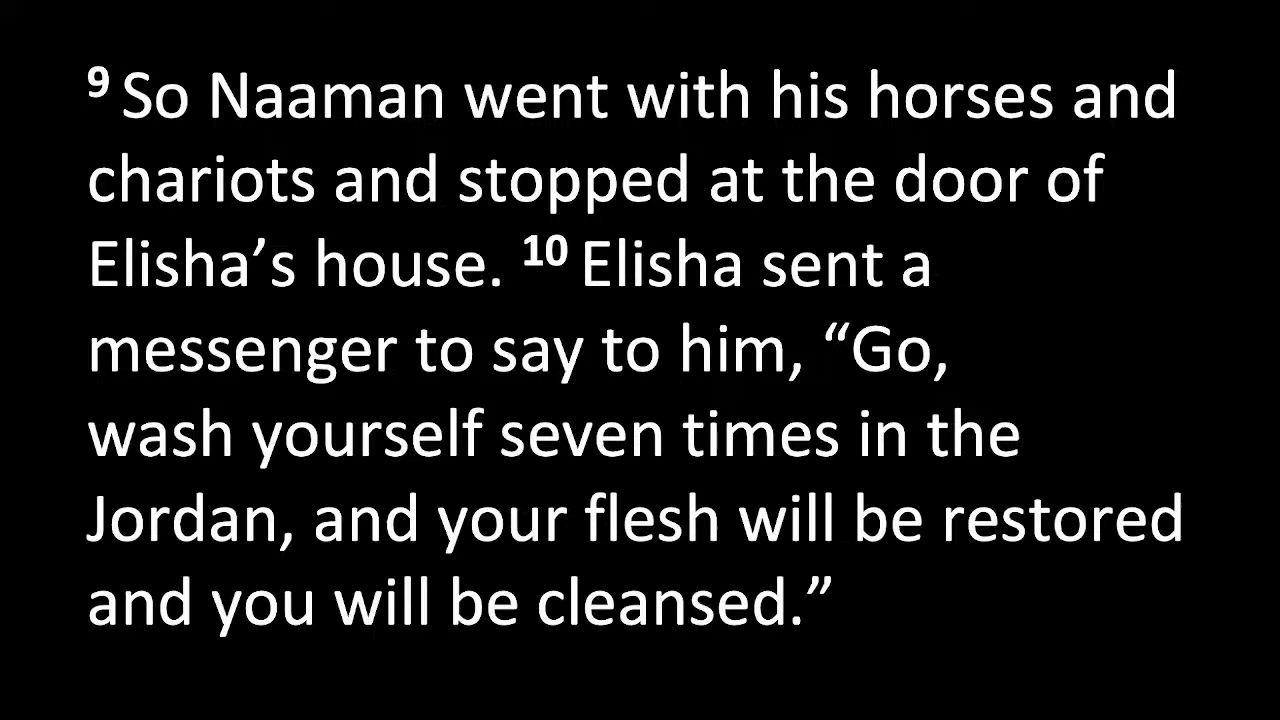 9 So Naaman went with his horses and
chariots and stopped at the door of
Elisha’s house. 10 Elisha sent a
messenger to say to him, “Go,
wash yourself seven times in the
Jordan, and your flesh will be restored
and you will be cleansed.”